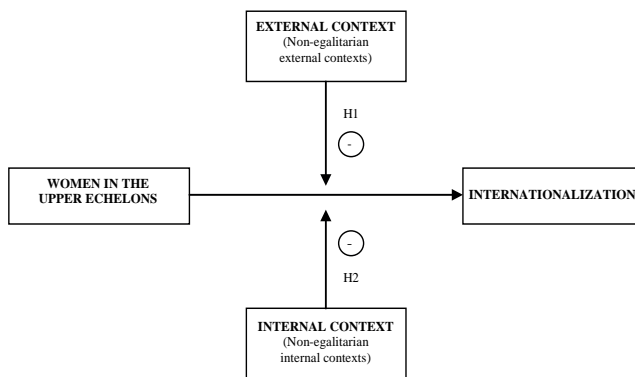 EXTERNAL CONTEXT
(Non-egalitarian
external contexts)
H1
-
WOMEN IN THE
UPPER ECHELONS
INTERNATIONALIZATION
-
H2
INTERNAL CONTEXT
(Non-egalitarian
internal contexts)